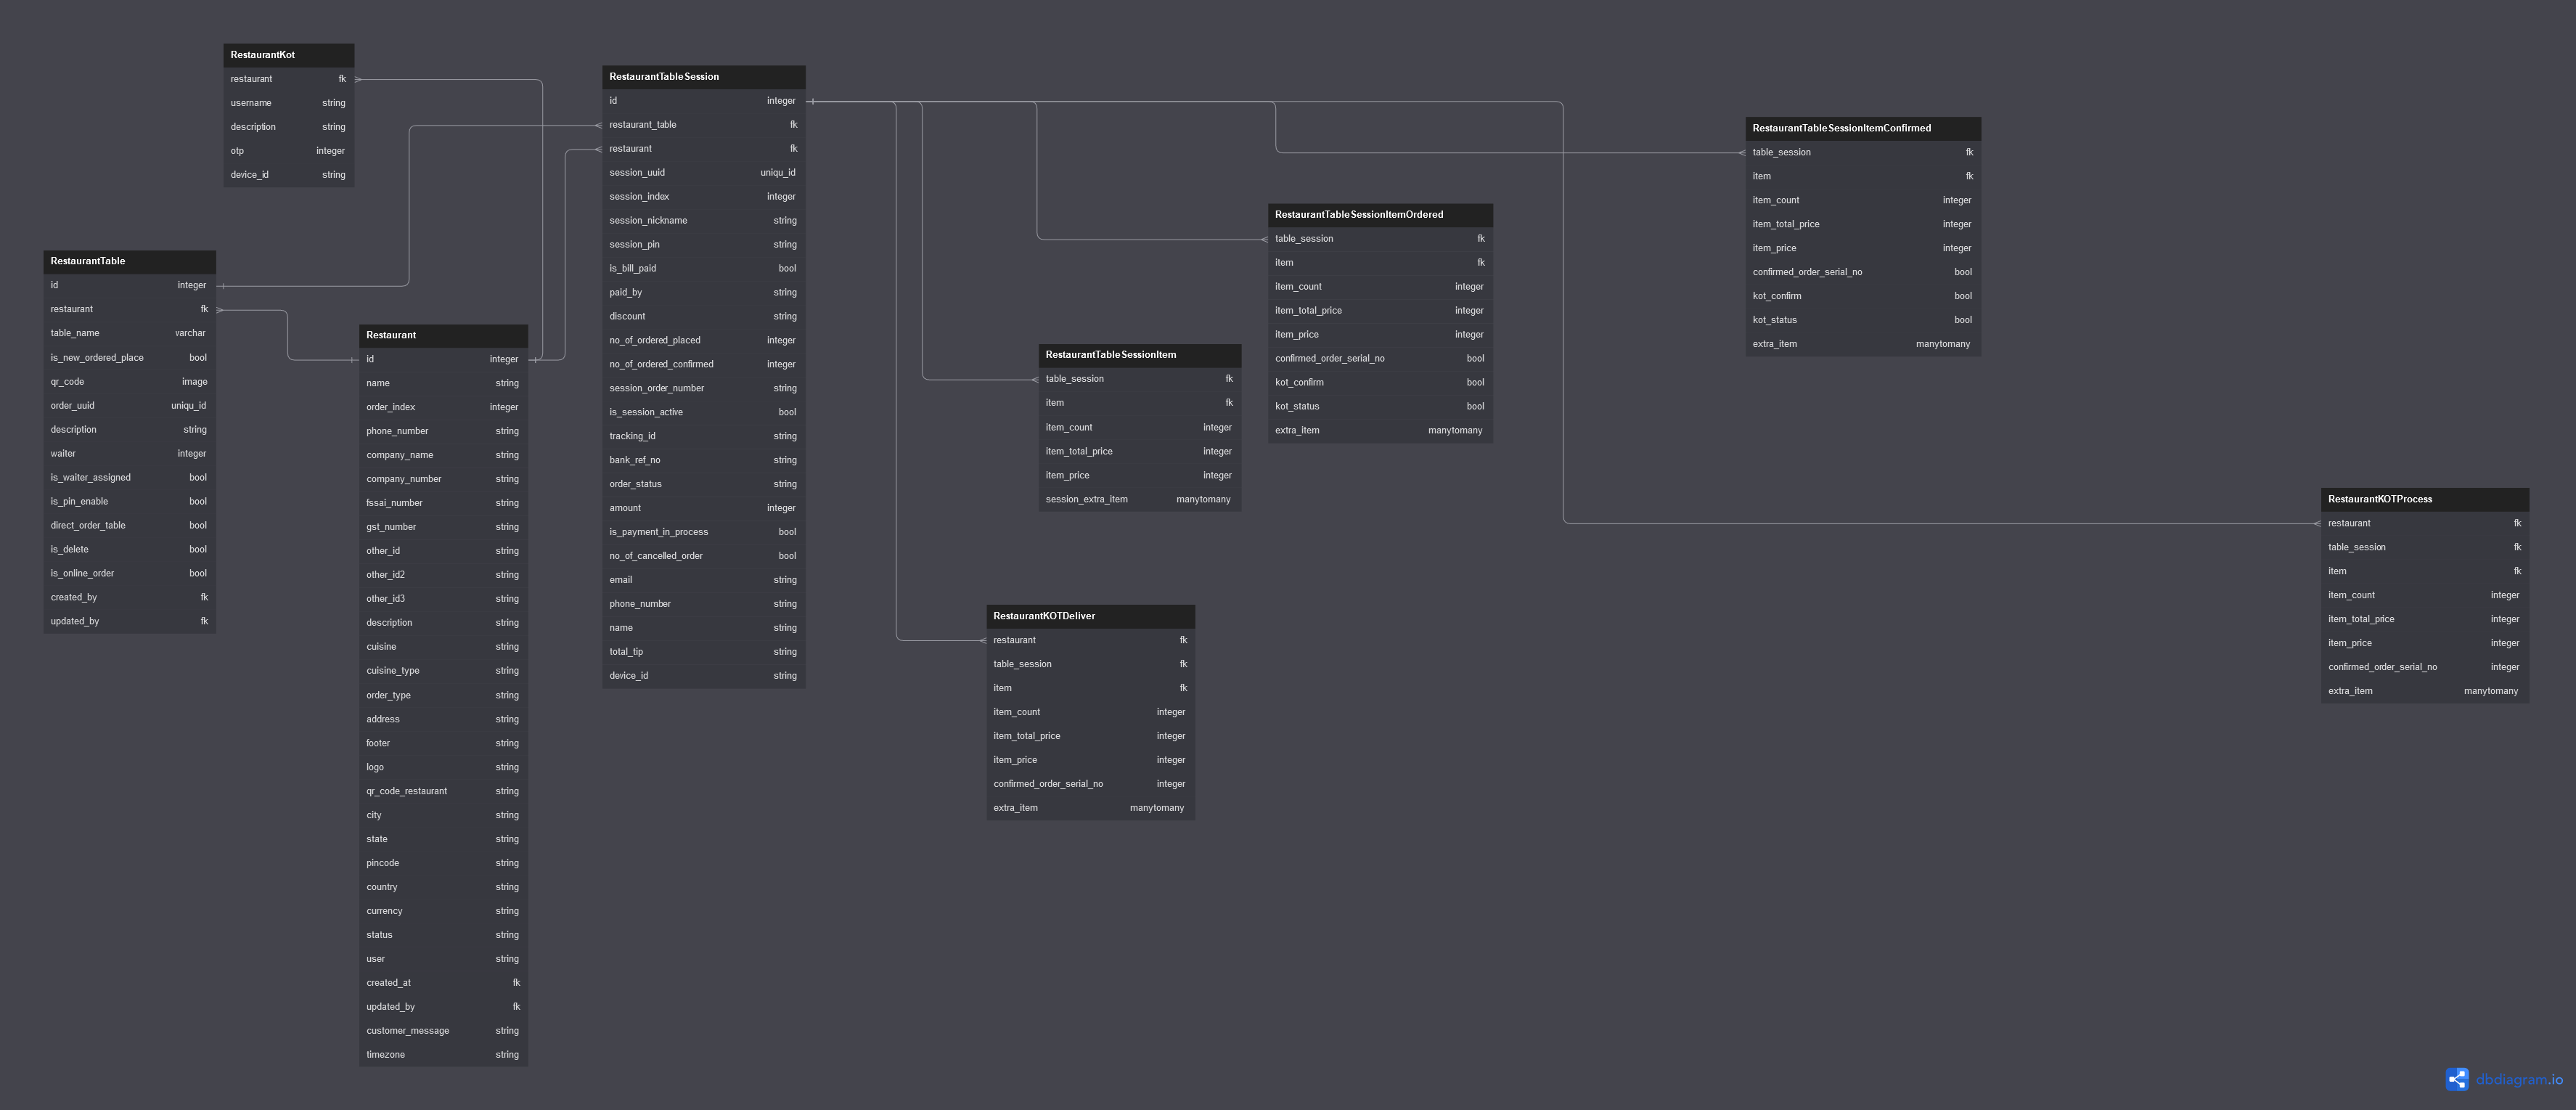 RestaurantKot
restaurant fk
username string
description string
otp integer
device_id string
RestaurantTable
id integer
restaurant fk
table_name varchar
is_new_ordered_place bool
qr_code image
order_uuid uniqu_id
description string
waiter integer
is_waiter_assigned bool
is_pin_enable bool
direct_order_table bool
is_delete bool
is_online_order bool
created_by fk
updated_by fk
Restaurant
id integer
name string
order_index integer
phone_number string
company_name string
company_number string
fssai_number string
gst_number string
other_id string
other_id2 string
other_id3 string
description string
cuisine string
cuisine_type string
order_type string
address string
footer string
logo string
qr_code_restaurant string
city string
state string
pincode string
country string
currency string
status string
user string
created_at fk
updated_by fk
customer_message string
timezone string
RestaurantTableSession
id integer
restaurant_table fk
restaurant fk
session_uuid uniqu_id
session_index integer
session_nickname string
session_pin string
is_bill_paid bool
paid_by string
discount string
no_of_ordered_placed integer
no_of_ordered_confirmed integer
session_order_number string
is_session_active bool
tracking_id string
bank_ref_no string
order_status string
amount integer
is_payment_in_process bool
no_of_cancelled_order bool
email string
phone_number string
name string
total_tip string
device_id string
RestaurantKOTDeliver
restaurant fk
table_session fk
item fk
item_count integer
item_total_price integer
item_price integer
confirmed_order_serial_no integer
extra_item manytomany
RestaurantTableSessionItem
table_session fk
item fk
item_count integer
item_total_price integer
item_price integer
session_extra_item manytomany
RestaurantTableSessionItemOrdered
table_session fk
item fk
item_count integer
item_total_price integer
item_price integer
confirmed_order_serial_no bool
kot_confirm bool
kot_status bool
extra_item manytomany
RestaurantTableSessionItemConfirmed
table_session fk
item fk
item_count integer
item_total_price integer
item_price integer
confirmed_order_serial_no bool
kot_confirm bool
kot_status bool
extra_item manytomany
RestaurantKOTProcess
restaurant fk
table_session fk
item fk
item_count integer
item_total_price integer
item_price integer
confirmed_order_serial_no integer
extra_item manytomany
dbdiagram.io